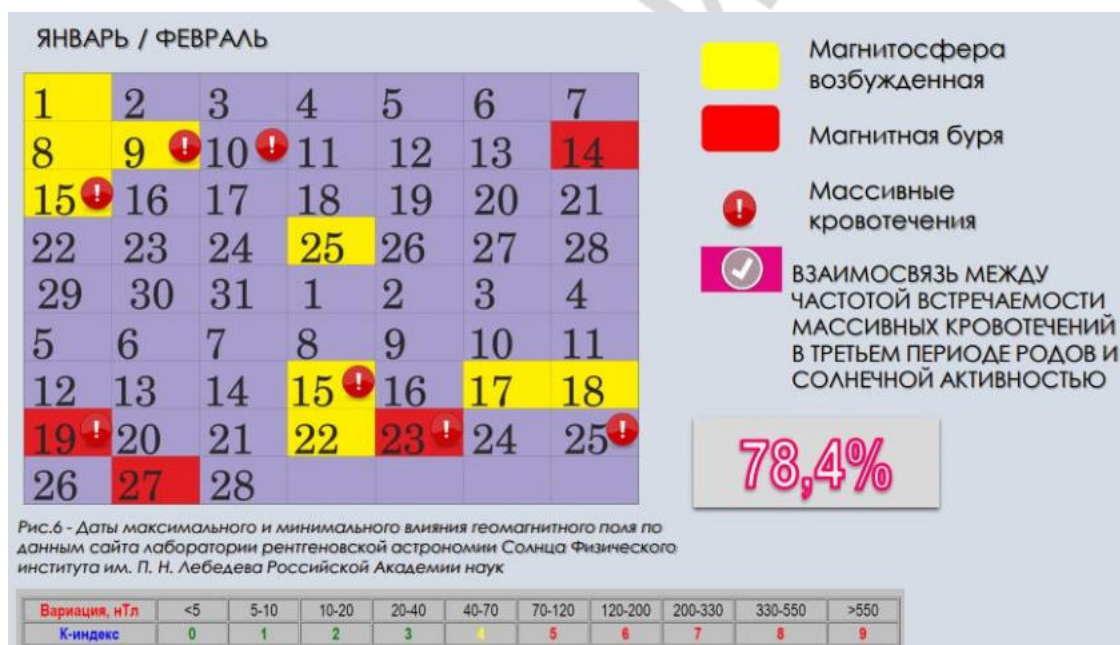 ЯНВАРЬ / ФЕВРАЛЬ
1 2 3 4 5 6 7
8 9 ! 10 ! 11 12 13 14
15 ! 16 17 18 19 20 21
22 23 24 25 26 27 28
29 30 31 1 2 3 4
5 6 7 8 9 10 11
12 13 14 15 ! 16 17 18
19 ! 20 21 22 23 ! 24 25 !
26 27 28
Магнитосфера
возбужденная
Магнитная буря
!
Массивные
кровотечения
ВЗАИМОСВЯЗЬ МЕЖДУ
ЧАСТОТОЙ ВСТРЕЧАЕМОСТИ
МАССИВНЫХ КРОВОТЕЧЕНИЙ
В ТРЕТЬЕМ ПЕРИОДЕ РОДОВ И
СОЛНЕЧНОЙ АКТИВНОСТЬЮ
78,4%
Рис.6 - Даты максимального и минимального влияния геомагнитного поля по
данным сайта лаборатории рентгеновской астрономии Солнца Физического
института им. П. Н. Лебедева Российской Академии наук
Вариация, нТл <5 5-10 10-20 20-40 40-70 70-120 120-200 200-330 330-550 >550
К-индекс 0 1 2 3 4 5 6 7 8 9